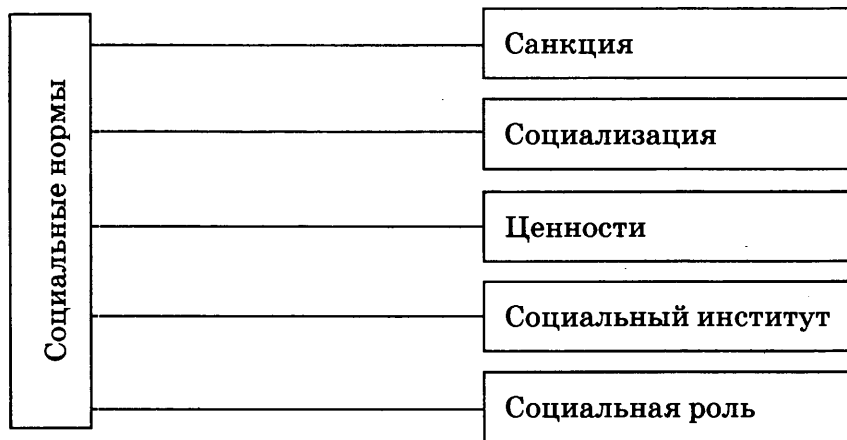 Социальные нормы
Санкция
Социализация
Ценности
Социальный институт
Социальная роль